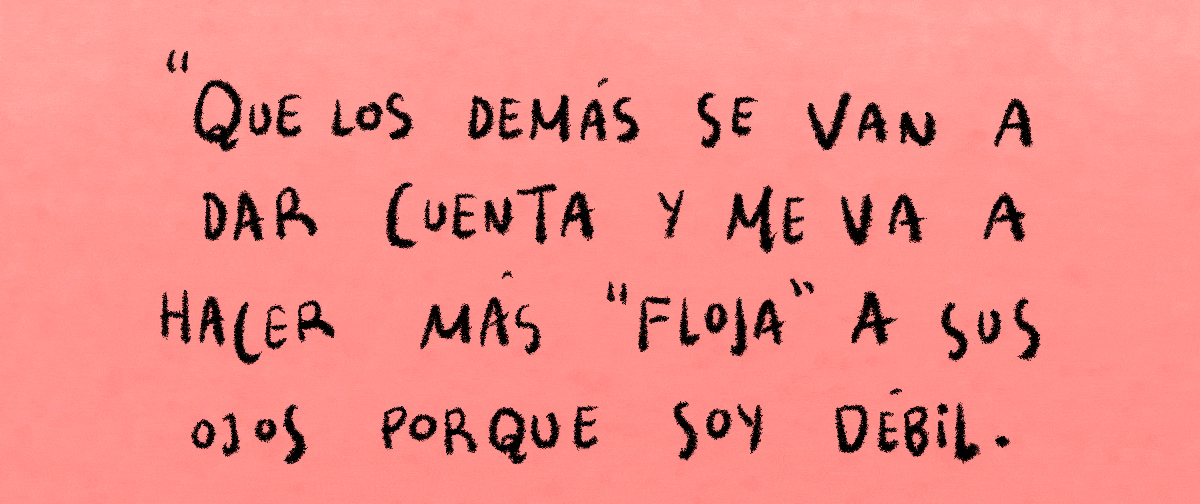 “QUE LOS DEMÁS SE VAN A
DAR CUENTA Y ME VA A
HACER MÁS “FLOJA” A SUS
OJOS PORQUE SOY DÉBIL.